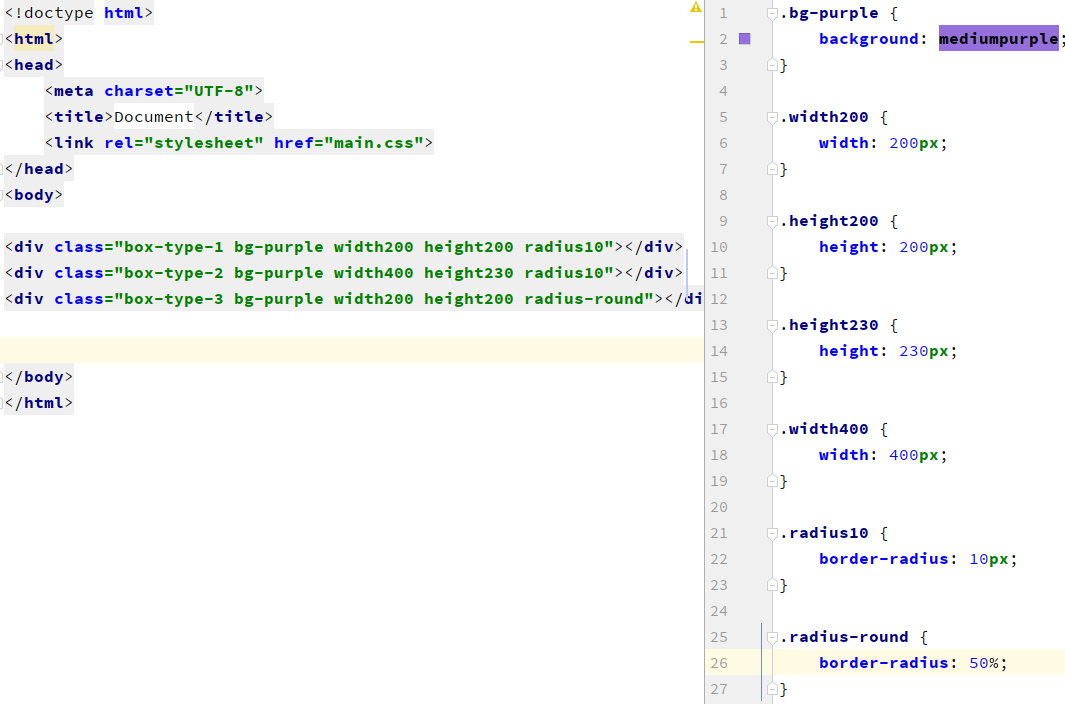 <!doctype html>
<html>
<head>
    <meta charset="UTF-8">
    <title>Document</title>
    <link rel="stylesheet" href="main.css">
</head>
<body>
<div class="box-type-1 bg-purple width200 height200 radius10"></div>
<div class="box-type-2 bg-purple width400 height230 radius10"></div>
<div class="box-type-3 bg-purple width200 height200 radius-round"></di
</body>
</html>
1 .bg-purple {
2     background: mediumpurple;
3 }
4
5 .width200 {
6     width: 200px;
7 }
8
9 .height200 {
10     height: 200px;
11 }
12
13 .height230 {
14     height: 230px;
15 }
16
17 .width400 {
18     width: 400px;
19 }
20
21 .radius10 {
22     border-radius: 10px;
23 }
24
25 .radius-round {
26     border-radius: 50%;
27 }